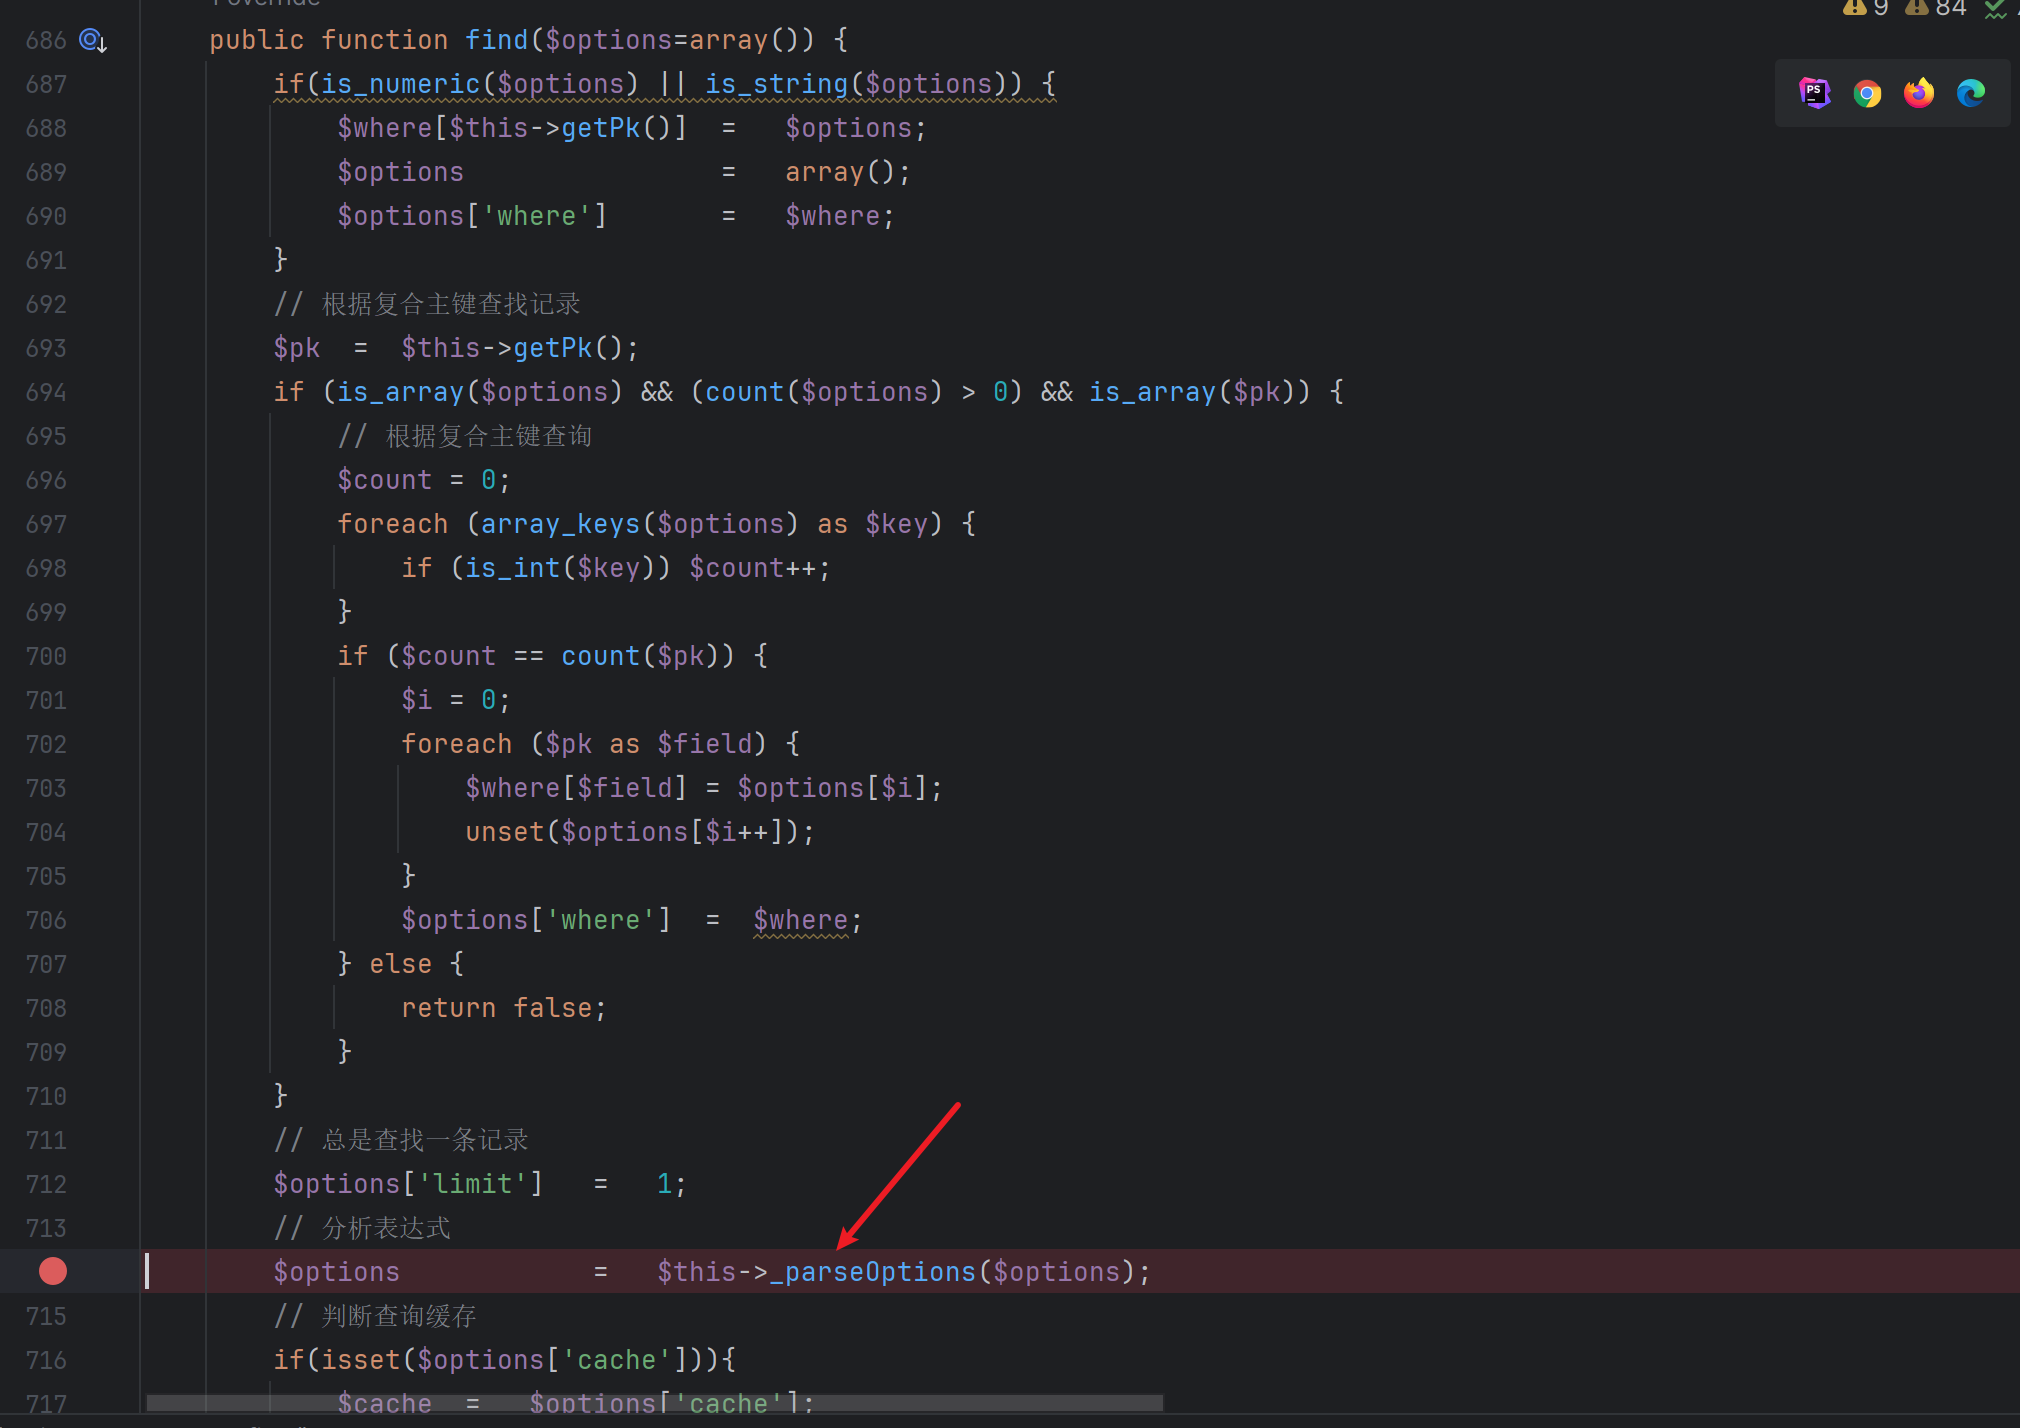 9 84
686 public function find($options=array()) {
687 if(is_numeric($options) || is_string($options)) {
688 $where[$this->getPk()] = $options;
689 $options = array();
690 $options['where'] = $where;
691 }
692 // 根据复合主键查找记录
693 $pk = $this->getPk();
694 if (is_array($options) && (count($options) > 0) && is_array($pk)) {
695 // 根据复合主键查询
696 $count = 0;
697 foreach (array_keys($options) as $key) {
698 if (is_int($key)) $count++;
699 }
700 if ($count == count($pk)) {
701 $i = 0;
702 foreach ($pk as $field) {
703 $where[$field] = $options[$i];
704 unset($options[$i++]);
705 }
706 $options['where'] = $where;
707 } else {
708 return false;
709 }
710 }
711 // 总是查找一条记录
712 $options['limit'] = 1;
713 // 分析表达式
$options = $this->_parseOptions($options);
715 // 判断查询缓存
716 if(isset($options['cache'])){
717 $cache = $options['cache'];
PS